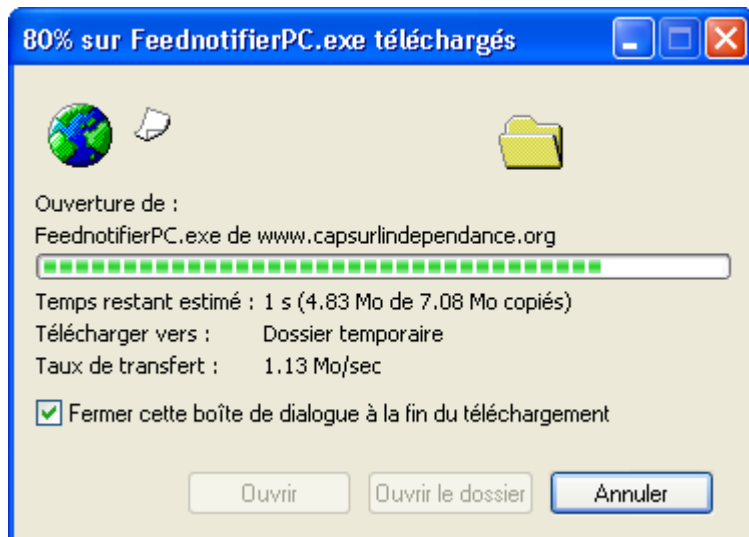 80% sur FeednotifierPC.exe téléchargés
Ouverture de :
FeednotifierPC.exe de www.capsurlindependance.org
Temps restant estimé : 1 s (4.83 Mo de 7.08 Mo copiés)
Télécharger vers : Dossier temporaire
Taux de transfert : 1.13 Mo/sec
Fermer cette boîte de dialogue à la fin du téléchargement
Ouvrir Ouvrir le dossier Annuler